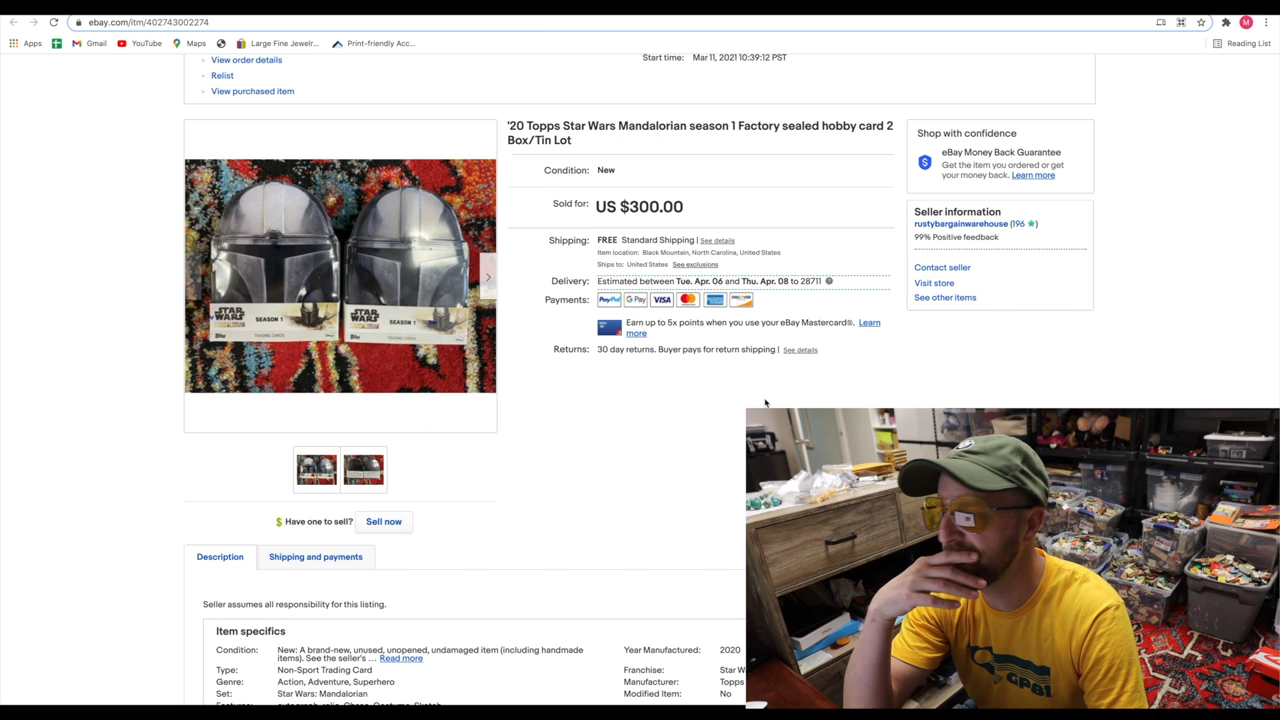 ebay.com/itm/402743002274
M
Apps
Gmail
YouTube
Maps
Large Fine Jewelr...
Print-friendly Acc...
Reading List
View order details
Relist
View purchased item
Start time: Mar 11, 2021 10:39:12 PST
'20 Topps Star Wars Mandalorian season 1 Factory sealed hobby card 2
Box/Tin Lot
Condition: New
Sold for: US $300.00
Shipping: FREE Standard Shipping | See details
Item location: Black Mountain, North Carolina, United States
Ships to: United States See exclusions
Delivery: Estimated between Tue. Apr. 06 and Thu. Apr. 08 to 28711
Payments: PayPal G Pay VISA
Earn up to 5x points when you use your eBay Mastercard®. Learn
more
Returns: 30 day returns. Buyer pays for return shipping | See details
Shop with confidence
eBay Money Back Guarantee
Get the item you ordered or get
your money back. Learn more
Seller information
rustybargainwarehouse (196 )
99% Positive feedback
Contact seller
Visit store
See other items
STAR WARS SEASON 1
TRADING CARDS
STAR WARS SEASON 1
TRADING CARDS
Have one to sell? Sell now
Description
Shipping and payments
Seller assumes all responsibility for this listing.
Item specifics
Condition: New: A brand-new, unused, unopened, undamaged item (including handmade
items). See the seller's ... Read more
Type: Non-Sport Trading Card
Genre: Action, Adventure, Superhero
Set: Star Wars: Mandalorian
Year Manufactured: 2020
Franchise: Star W
Manufacturer: Topps
Modified Item: No